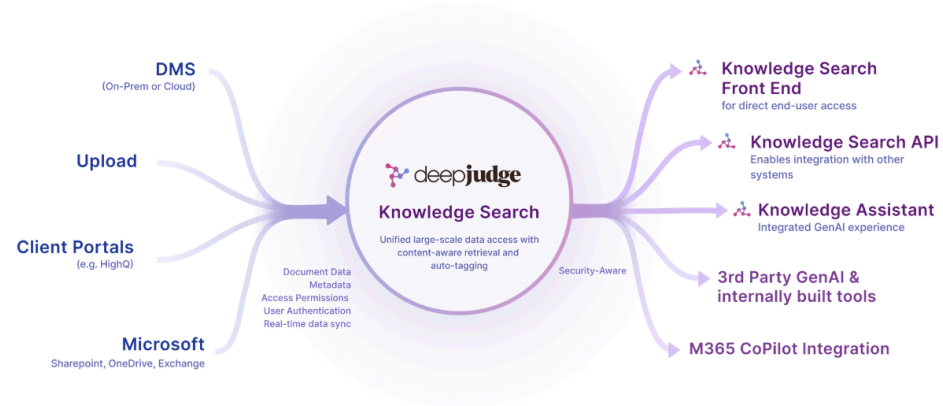 DMS
(On-Prem or Cloud)
Upload
Client Portals
(e.g. HighQ)
Microsoft
Sharepoint, OneDrive, Exchange
Document Data
Metadata
Access Permissions
User Authentication
Real-time data sync
deepjudge
Knowledge Search
Unified large-scale data access with
content-aware retrieval and
auto-tagging
Security-Aware
Knowledge Search
Front End
for direct end-user access
Knowledge Search API
Enables integration with other
systems
Knowledge Assistant
Integrated GenAI experience
3rd Party GenAI &
internally built tools
M365 CoPilot Integration